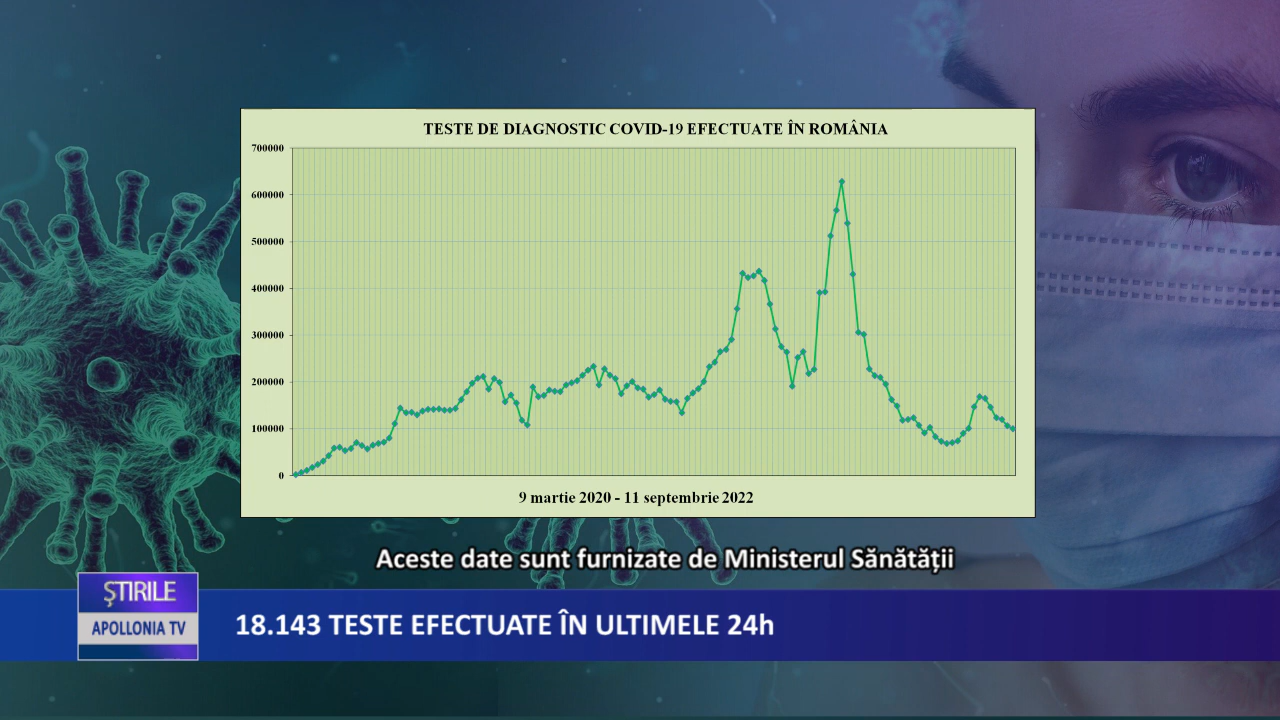 TESTE DE DIAGNOSTIC COVID-19 EFECTUATE ÎN ROMÂNIA
700000
600000
500000
400000
300000
200000
100000
0
9 martie 2020 - 11 septembrie 2022
Aceste date sunt furnizate de Ministerul Sănătății
ŞTIRILE
APOLLONIA TV
18.143 TESTE EFECTUATE ÎN ULTIMELE 24h